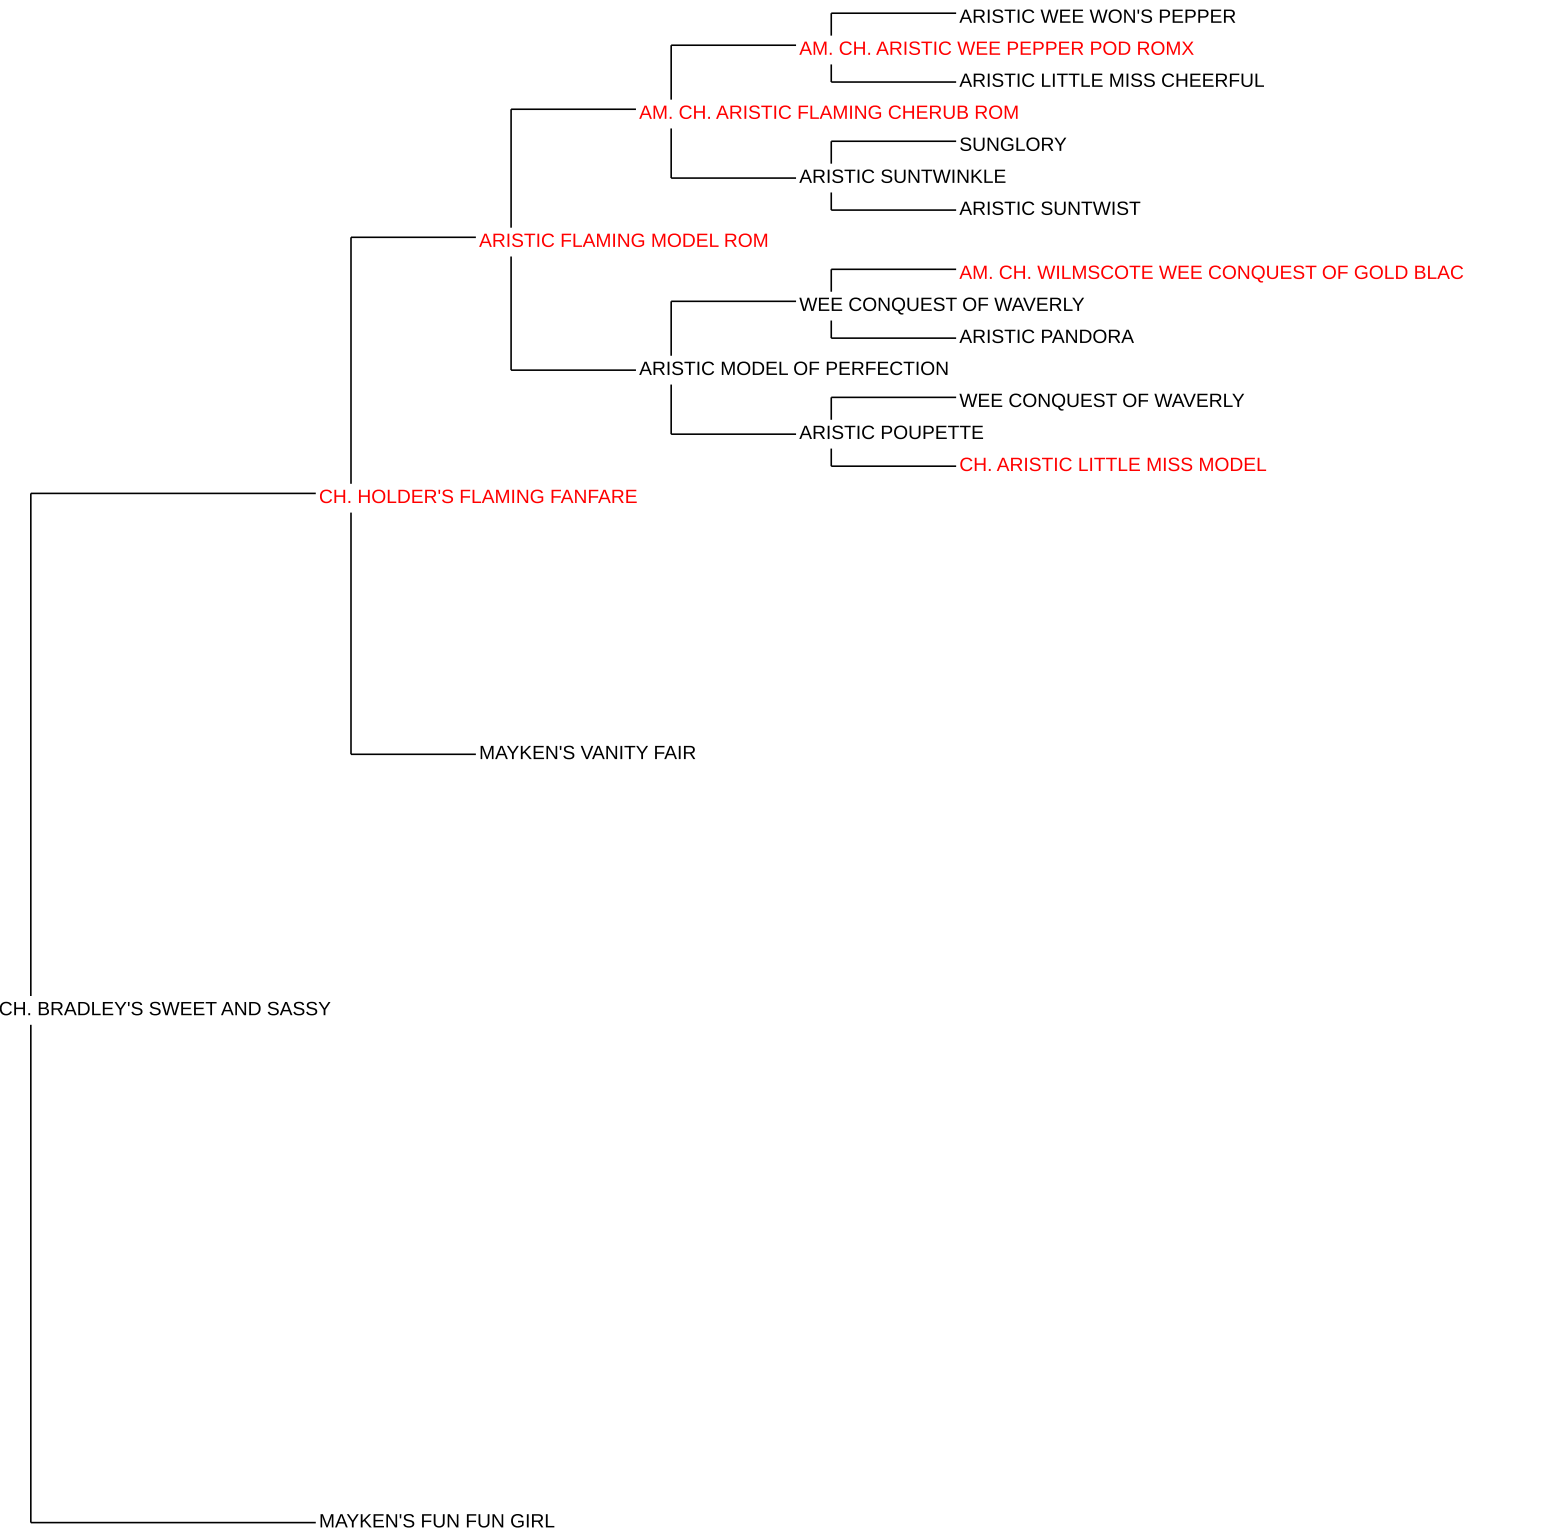 ARISTIC WEE WON'S PEPPER
AM. CH. ARISTIC WEE PEPPER POD ROMX
ARISTIC LITTLE MISS CHEERFUL
AM. CH. ARISTIC FLAMING CHERUB ROM
SUNGLORY
ARISTIC SUNTWINKLE
ARISTIC SUNTWIST
ARISTIC FLAMING MODEL ROM
AM. CH. WILMSCOTE WEE CONQUEST OF GOLD BLAC
WEE CONQUEST OF WAVERLY
ARISTIC PANDORA
ARISTIC MODEL OF PERFECTION
WEE CONQUEST OF WAVERLY
ARISTIC POUPETTE
CH. ARISTIC LITTLE MISS MODEL
CH. HOLDER'S FLAMING FANFARE
MAYKEN'S VANITY FAIR
CH. BRADLEY'S SWEET AND SASSY
MAYKEN'S FUN FUN GIRL